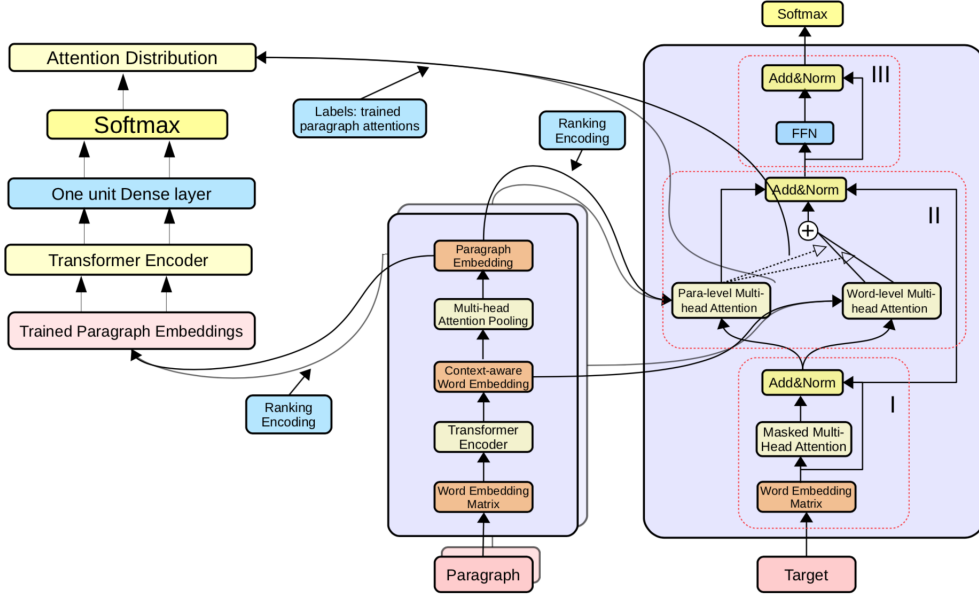 Attention Distribution
Softmax
One unit Dense layer
Transformer Encoder
Trained Paragraph Embeddings
Labels: trained
paragraph attentions
Ranking
Encoding
Ranking
Encoding
Paragraph
Embedding
Multi-head
Attention Pooling
Context-aware
Word Embedding
Transformer
Encoder
Word Embedding
Matrix
Paragraph
Softmax
Add&Norm
III
FFN
Add&Norm
II
Para-level Multi-
head Attention
Word-level Multi-
head Attention
Add&Norm
I
Masked Multi-
Head Attention
Word Embedding
Matrix
Target